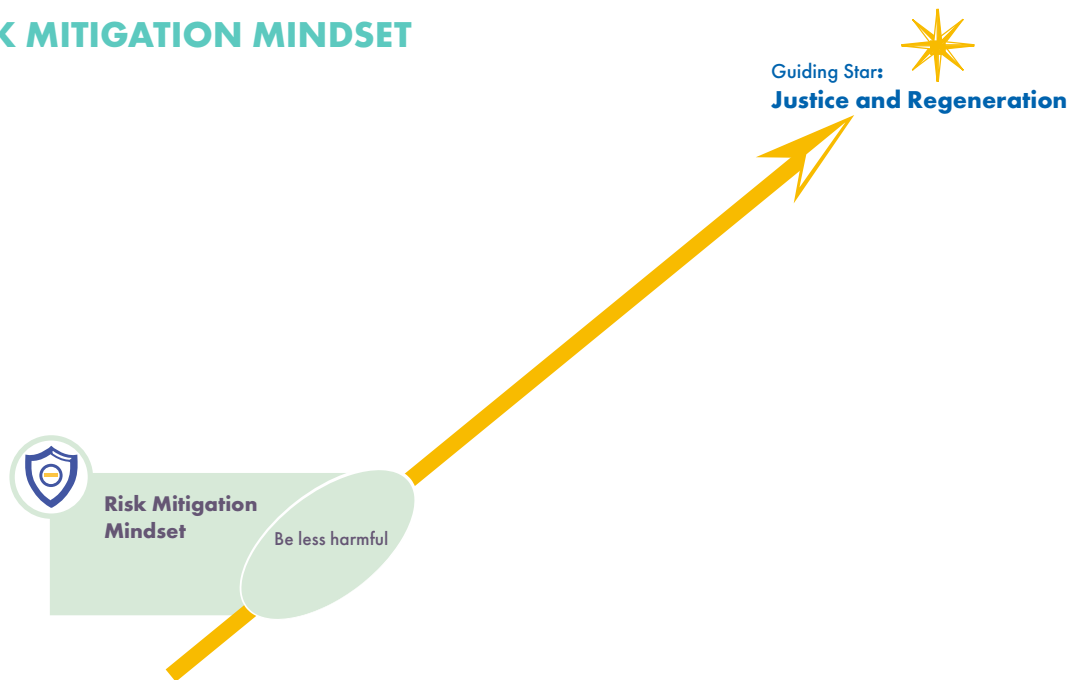 K MITIGATION MINDSET
Guiding Star:
Justice and Regeneration
Risk Mitigation
Mindset
Be less harmful